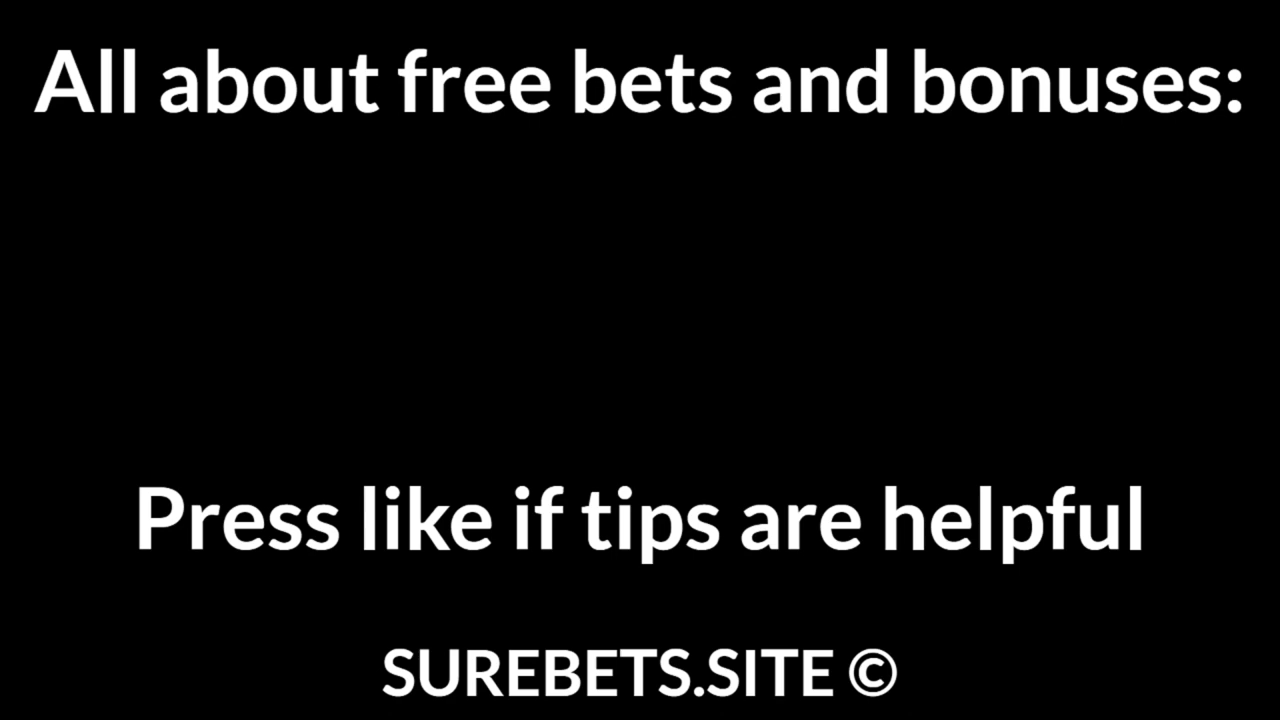 All about free bets and bonuses:
Press like if tips are helpful
SUREBETS.SITE ©